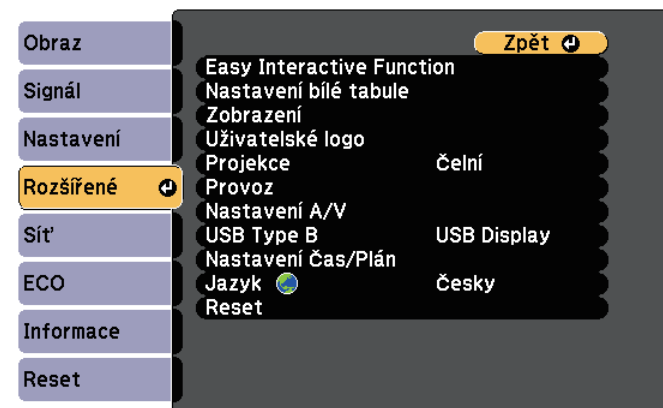 Obraz
Signál
Nastavení
Rozšířené
Síť
ECO
Informace
Reset
Zpět
Easy Interactive Function
Nastavení bílé tabule
Zobrazení
Uživatelské logo
Projekce Čelní
Provoz
Nastavení A/V
USB Type B USB Display
Nastavení Čas/Plán
Jazyk Česky
Reset